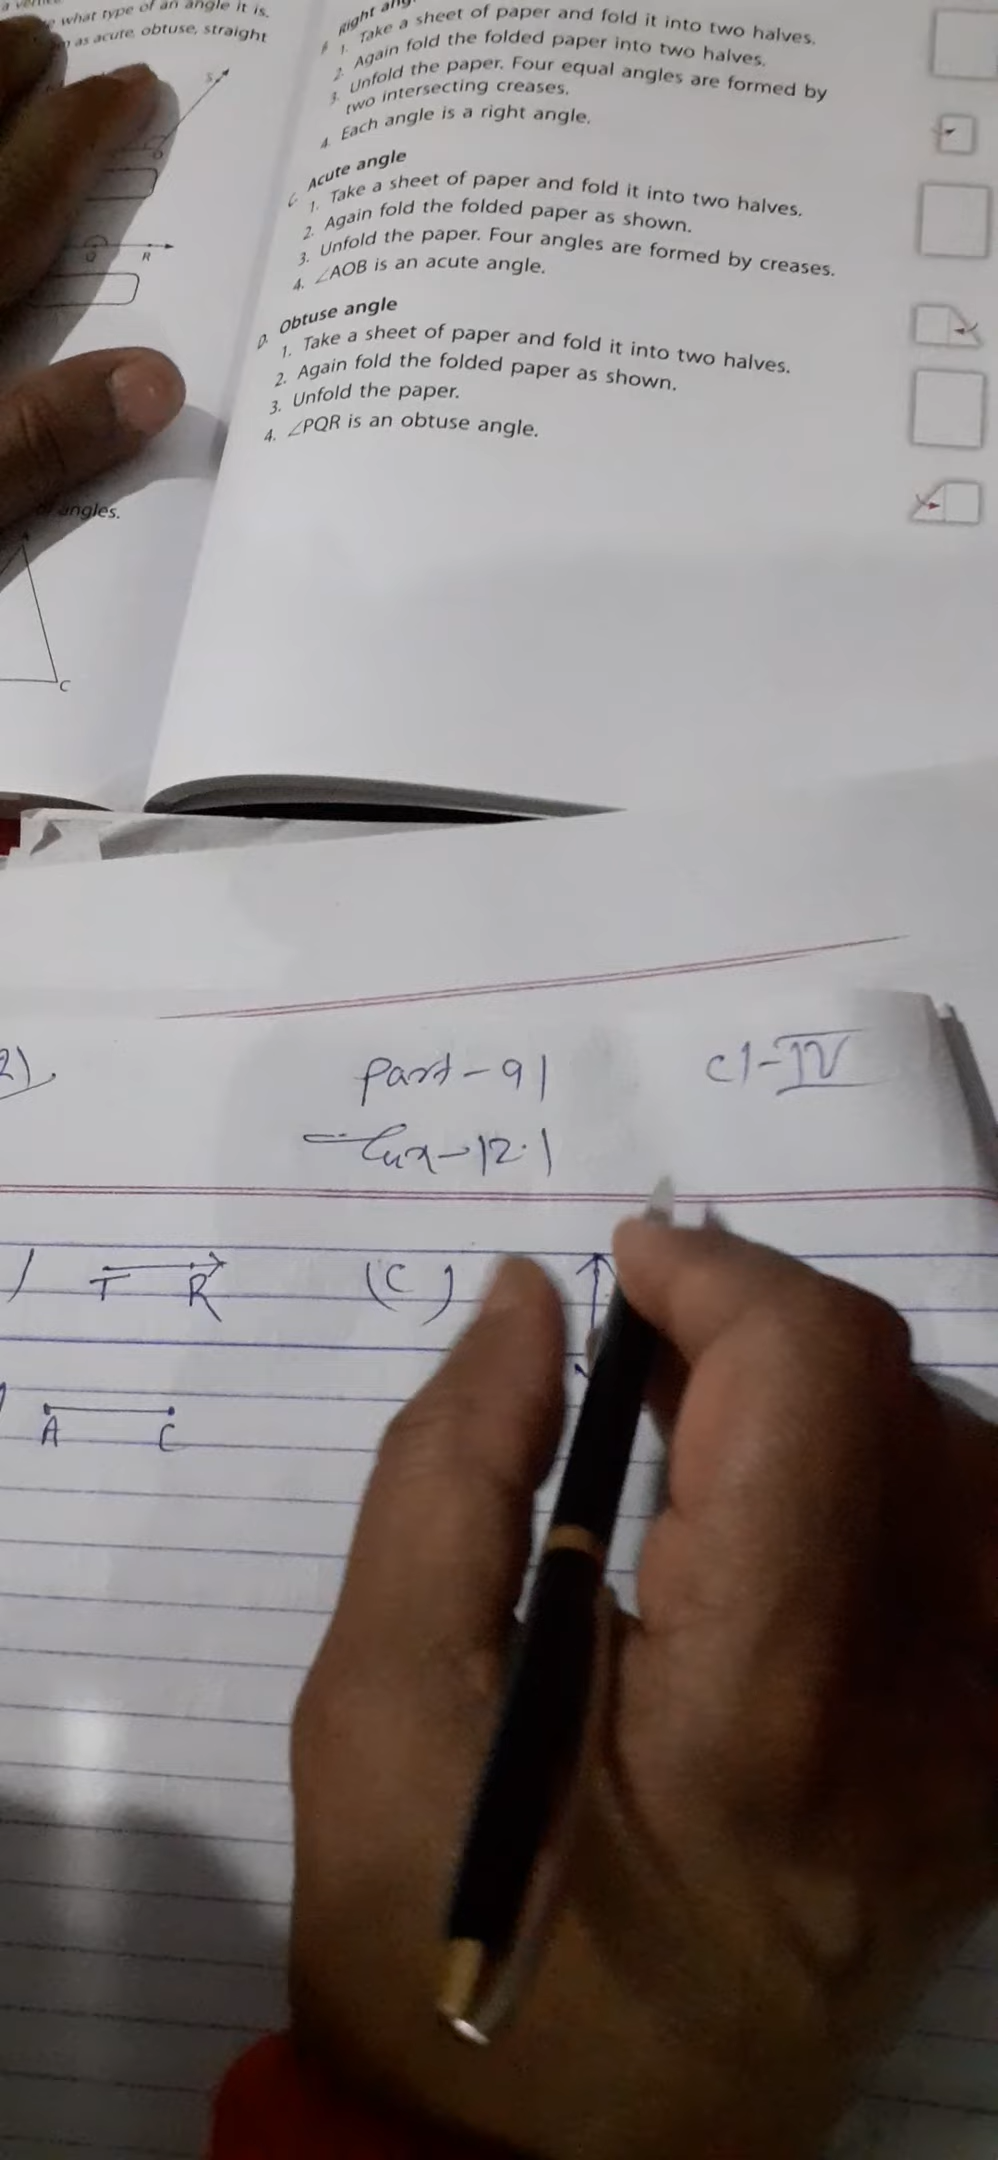 what type of an angle it is.
as acute, obtuse, straight
S
O
Q R
angles.
C
Right
1. Take a sheet of paper and fold it into two halves.
2. Again fold the folded paper into two halves.
3. Unfold the paper. Four equal angles are formed by
two intersecting creases.
4. Each angle is a right angle.
C. Acute angle
1. Take a sheet of paper and fold it into two halves.
2. Again fold the folded paper as shown.
3. Unfold the paper. Four angles are formed by creases.
4. ∠AOB is an acute angle.
D. Obtuse angle
1. Take a sheet of paper and fold it into two halves.
2. Again fold the folded paper as shown.
3. Unfold the paper.
4. ∠PQR is an obtuse angle.
2). Part-91 Cl-IV
Ex-12.1
) T R (C)
A C